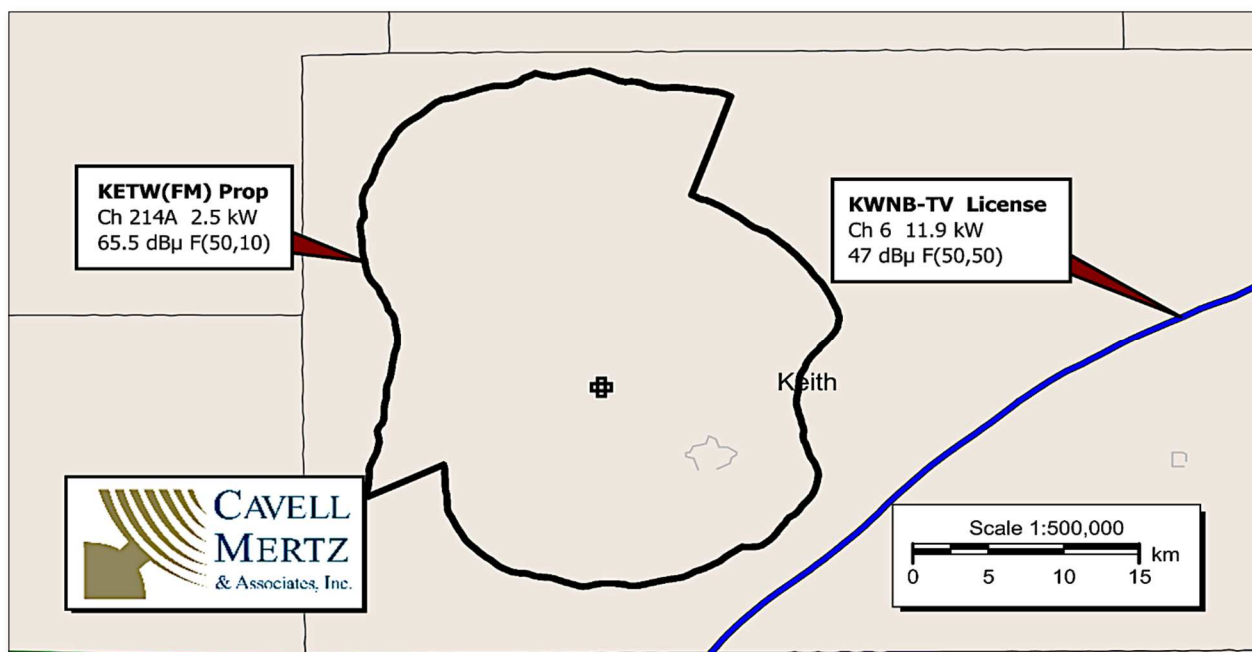 KETW(FM) Prop
Ch 214A 2.5 kW
65.5 dBµ F(50,10)
KWNB-TV License
Ch 6 11.9 kW
47 dBµ F(50,50)
Keith
CAVELL
MERTZ
& Associates, Inc.
Scale 1:500,000
km
0 5 10 15